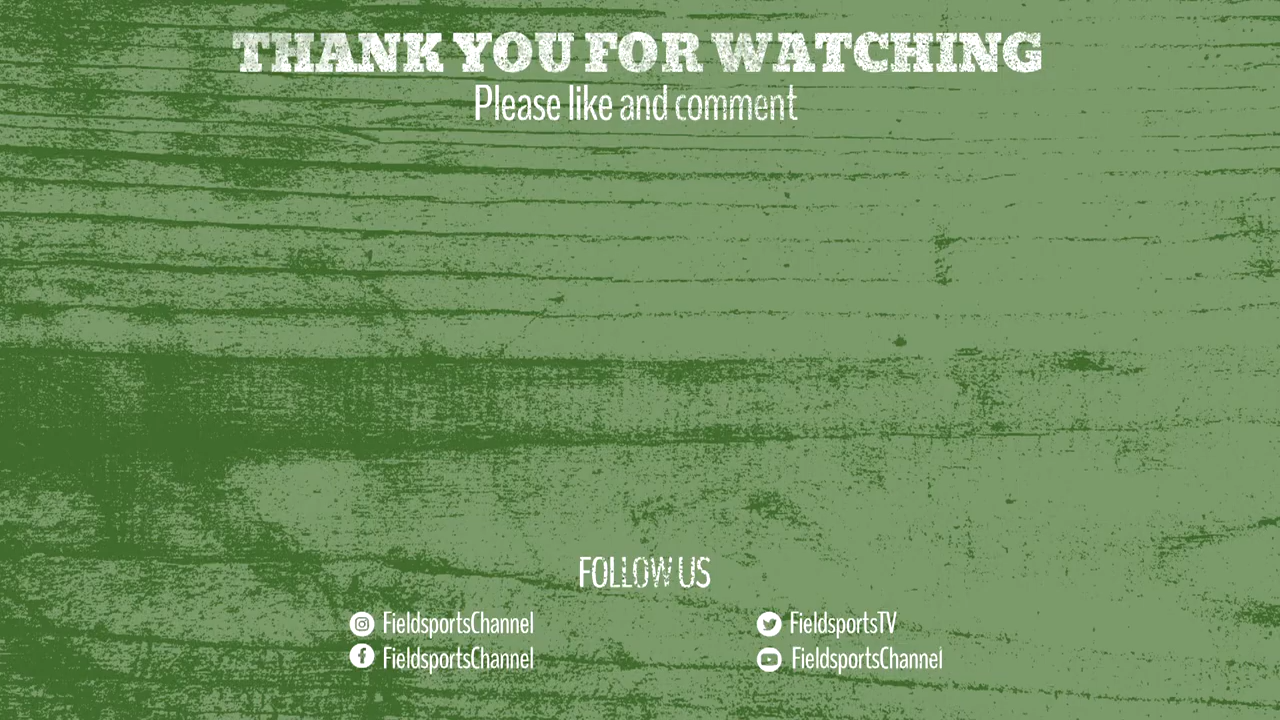 THANK YOU FOR WATCHING
Please like and comment
FOLLOW US
FieldsportsChannel
FieldsportsTV
FieldsportsChannel
FieldsportsChannel